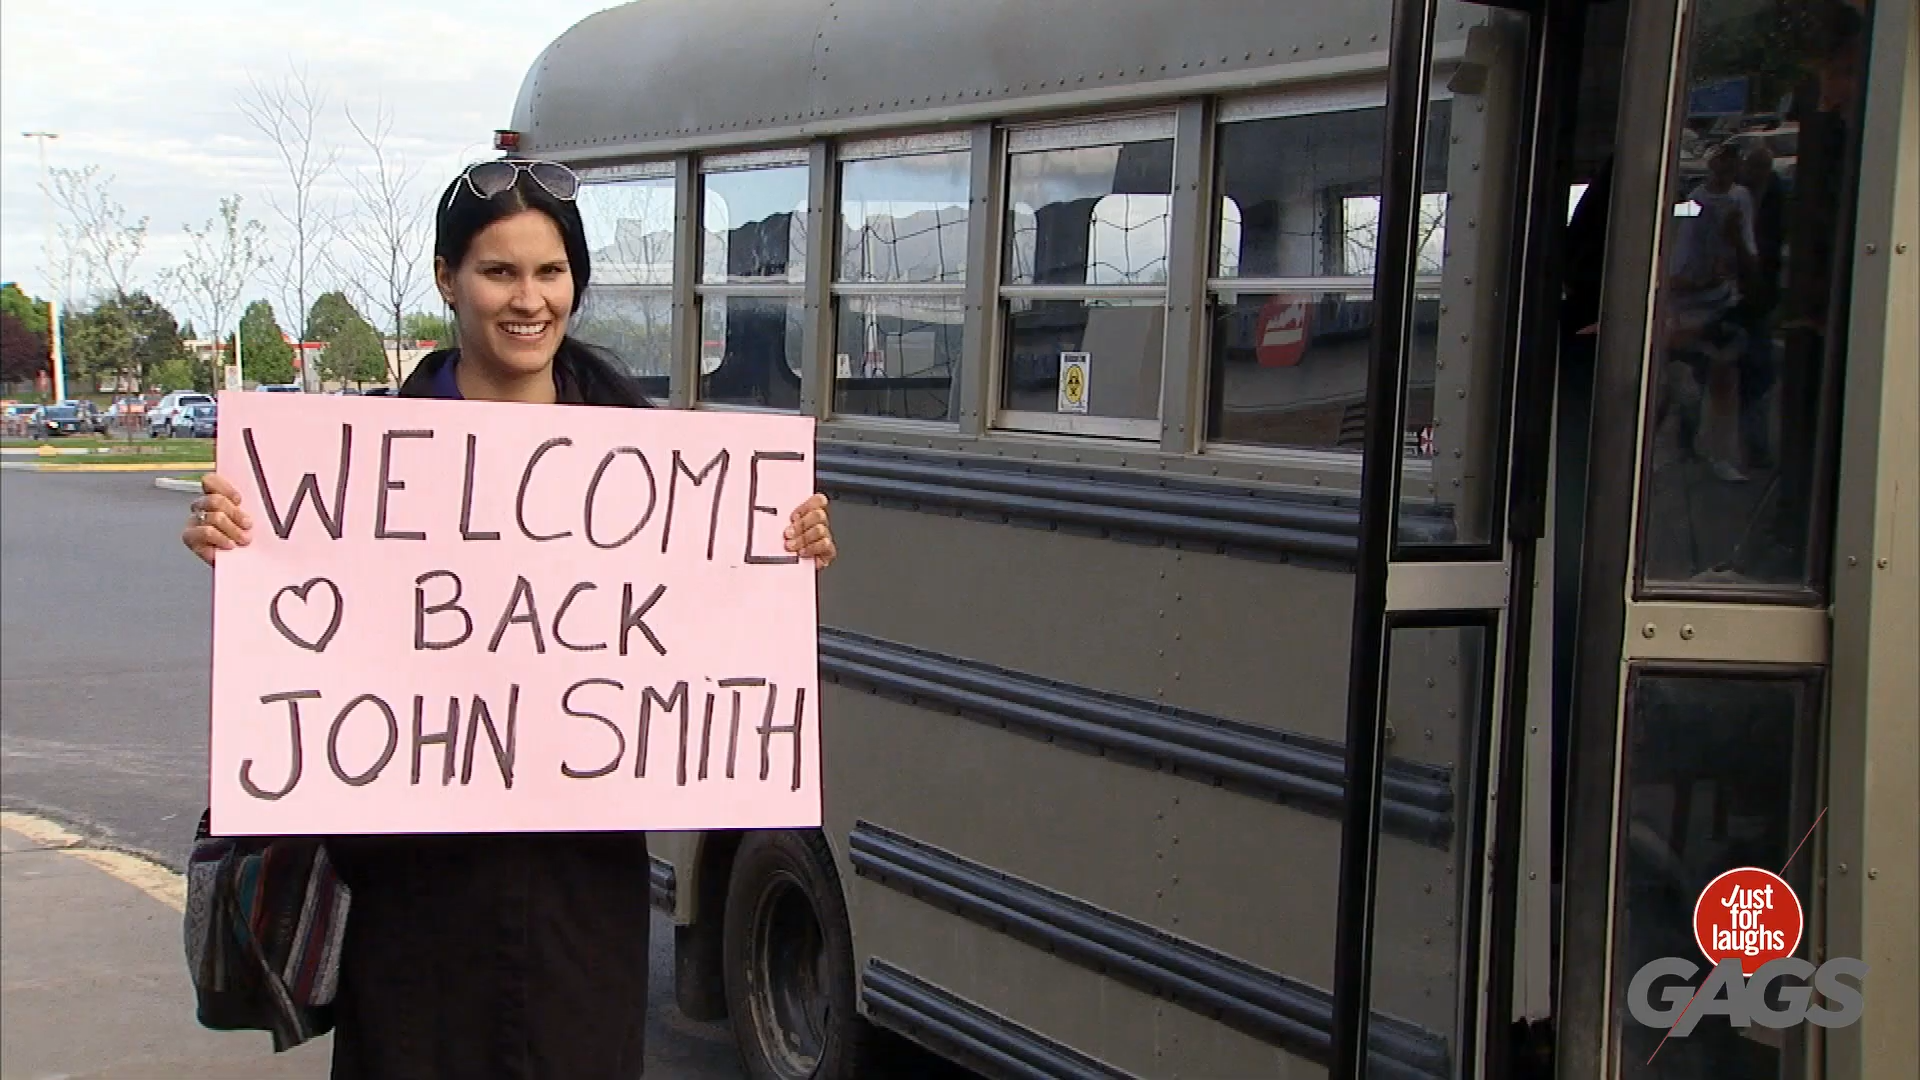 WELCOME
♡ BACK
JOHN SMiTH
Just
for
laughs
GAGS